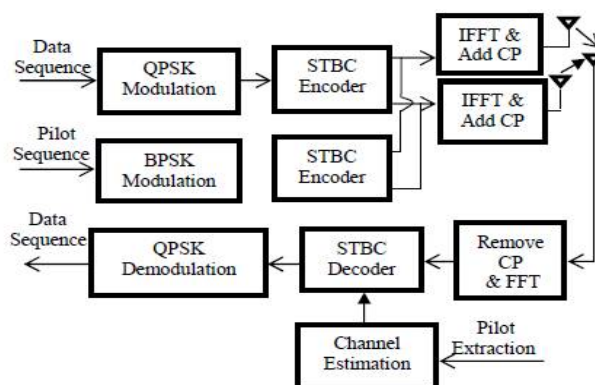 Data
Sequence
QPSK
Modulation
STBC
Encoder
IFFT &
Add CP
IFFT &
Add CP
Pilot
Sequence
BPSK
Modulation
STBC
Encoder
Data
Sequence
QPSK
Demodulation
STBC
Decoder
Remove
CP
& FFT
Channel
Estimation
Pilot
Extraction